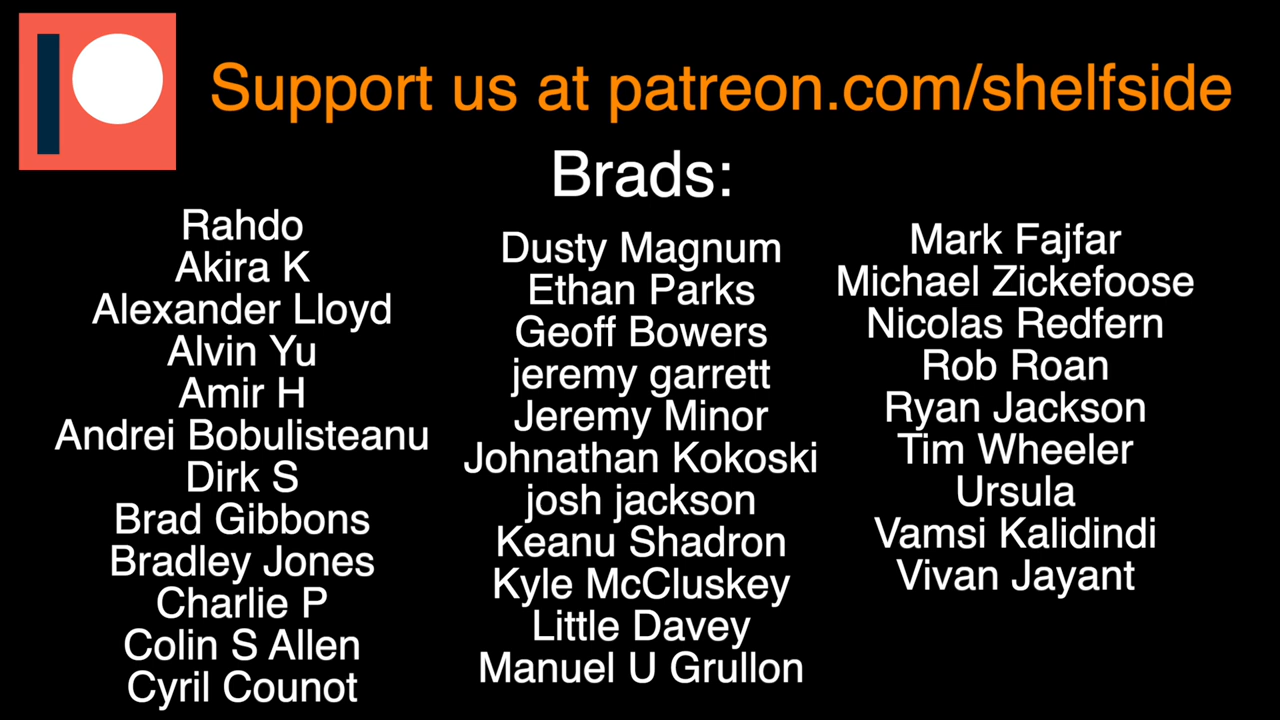 Support us at patreon.com/shelfside
Brads:
Rahdo
Akira K
Alexander Lloyd
Alvin Yu
Amir H
Andrei Bobulisteanu
Dirk S
Brad Gibbons
Bradley Jones
Charlie P
Colin S Allen
Cyril Counot
Dusty Magnum
Ethan Parks
Geoff Bowers
jeremy garrett
Jeremy Minor
Johnathan Kokoski
josh jackson
Keanu Shadron
Kyle McCluskey
Little Davey
Manuel U Grullon
Mark Fajfar
Michael Zickefoose
Nicolas Redfern
Rob Roan
Ryan Jackson
Tim Wheeler
Ursula
Vamsi Kalidindi
Vivan Jayant